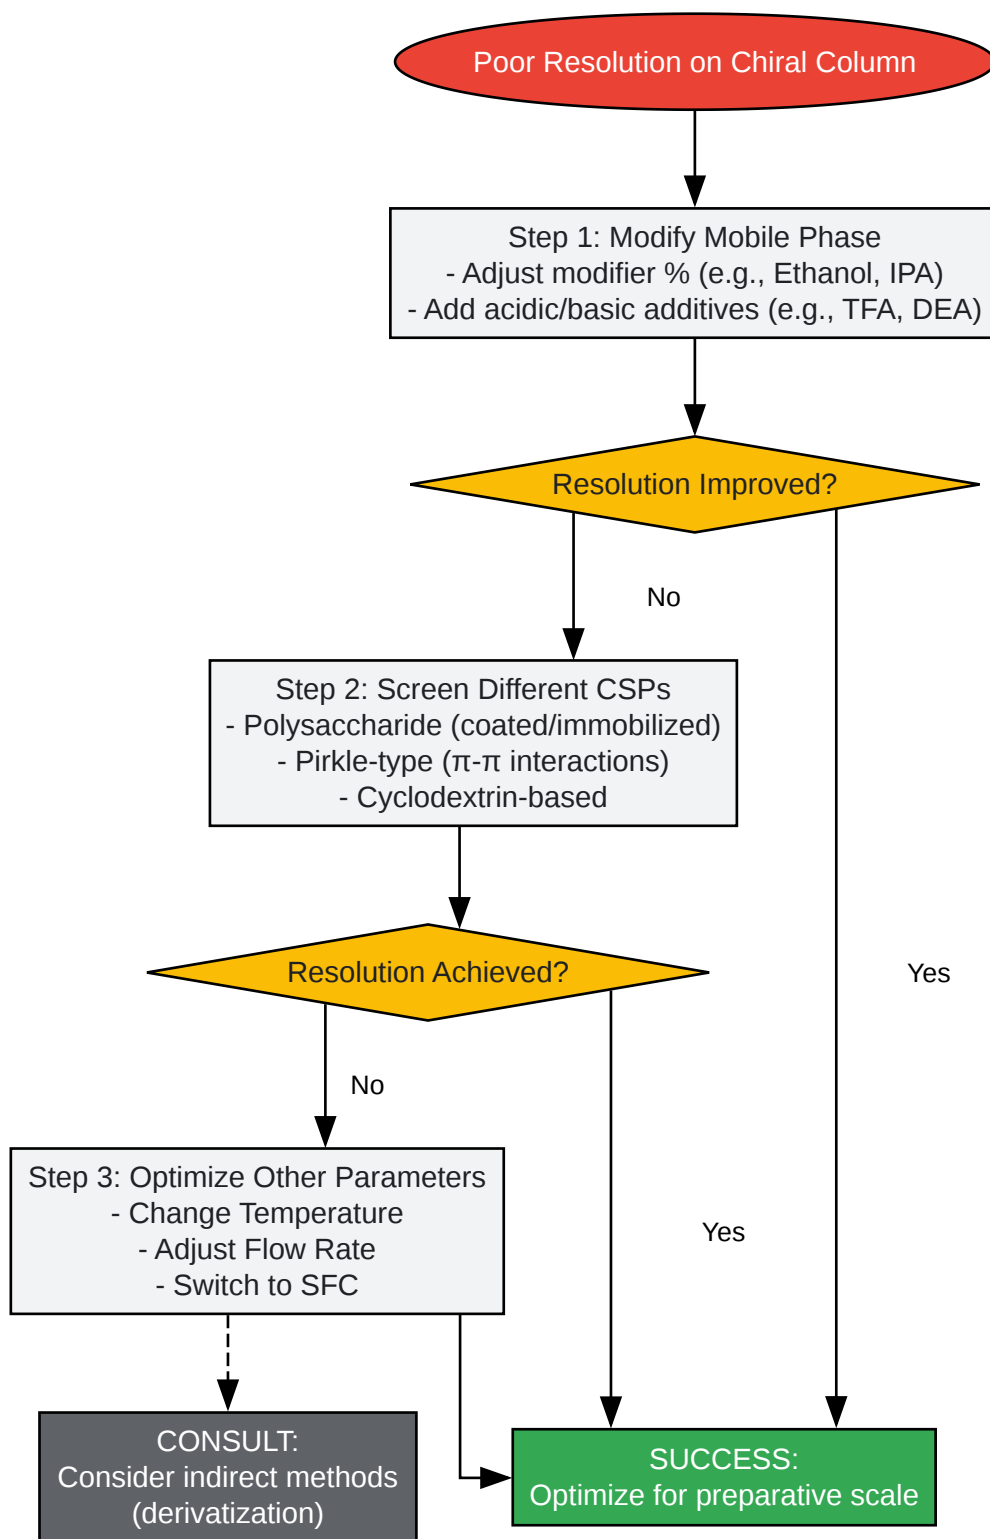 Poor Resolution on Chiral Column
Step 1: Modify Mobile Phase
- Adjust modifier % (e.g., Ethanol, IPA)
- Add acidic/basic additives (e.g., TFA, DEA)
Resolution Improved?
No
Step 2: Screen Different CSPs
- Polysaccharide (coated/immobilized)
- Pirkle-type (π-π interactions)
- Cyclodextrin-based
Resolution Achieved?
Yes
No
Step 3: Optimize Other Parameters
- Change Temperature
- Adjust Flow Rate
- Switch to SFC
Yes
CONSULT:
Consider indirect methods
(derivatization)
SUCCESS:
Optimize for preparative scale